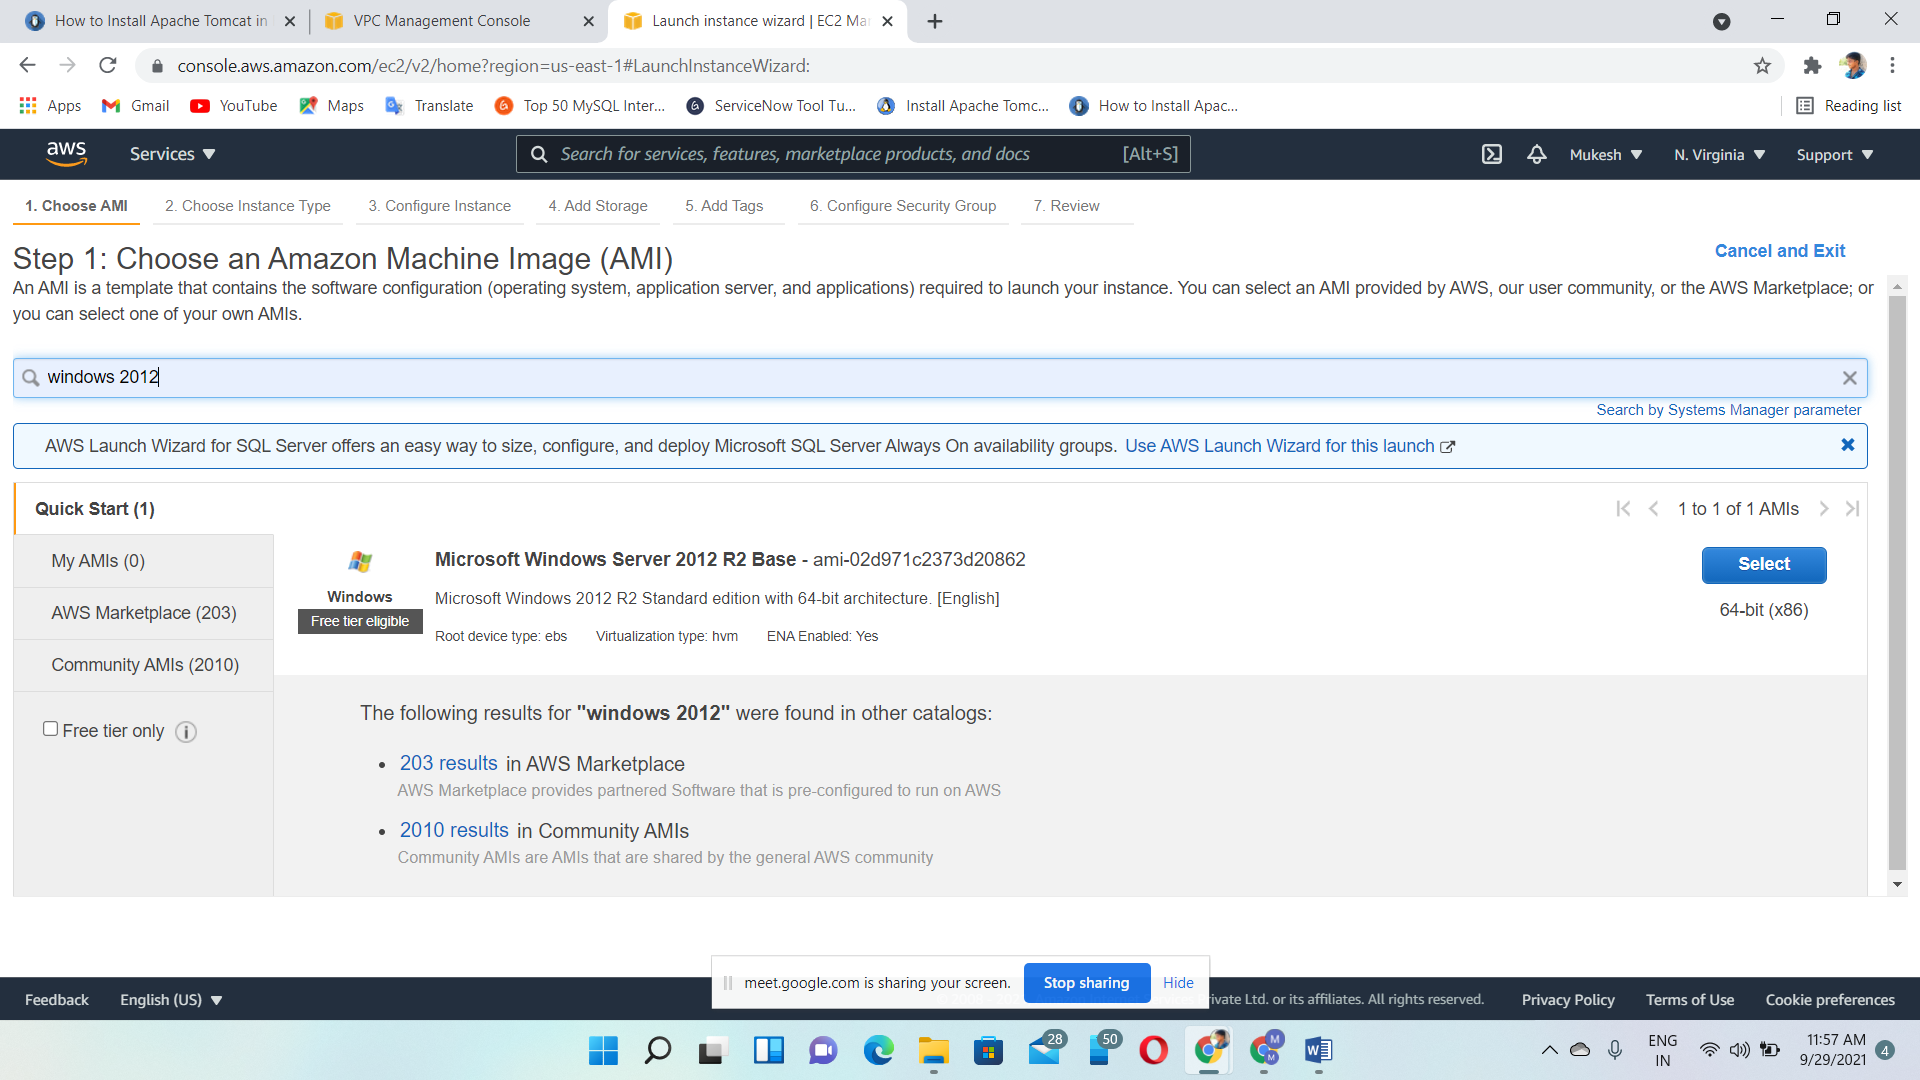 How to Install Apache Tomcat in
VPC Management Console
Launch instance wizard | EC2 Ma
console.aws.amazon.com/ec2/v2/home?region=us-east-1#LaunchInstanceWizard:
Apps
Gmail
YouTube
Maps
Translate
Top 50 MySQL Inter...
ServiceNow Tool Tu...
Install Apache Tomc...
How to Install Apac...
Reading list
aws
Services
Search for services, features, marketplace products, and docs
[Alt+S]
Mukesh
N. Virginia
Support
1. Choose AMI
2. Choose Instance Type
3. Configure Instance
4. Add Storage
5. Add Tags
6. Configure Security Group
7. Review
Step 1: Choose an Amazon Machine Image (AMI)
Cancel and Exit
An AMI is a template that contains the software configuration (operating system, application server, and applications) required to launch your instance. You can select an AMI provided by AWS, our user community, or the AWS Marketplace; or
you can select one of your own AMIs.
windows 2012
Search by Systems Manager parameter
AWS Launch Wizard for SQL Server offers an easy way to size, configure, and deploy Microsoft SQL Server Always On availability groups. Use AWS Launch Wizard for this launch
Quick Start (1)
1 to 1 of 1 AMIs
My AMIs (0)
AWS Marketplace (203)
Community AMIs (2010)
Free tier only
Windows
Free tier eligible
Microsoft Windows Server 2012 R2 Base - ami-02d971c2373d20862
Microsoft Windows 2012 R2 Standard edition with 64-bit architecture. [English]
Root device type: ebs
Virtualization type: hvm
ENA Enabled: Yes
Select
64-bit (x86)
The following results for "windows 2012" were found in other catalogs:
• 203 results in AWS Marketplace
AWS Marketplace provides partnered Software that is pre-configured to run on AWS
• 2010 results in Community AMIs
Community AMIs are AMIs that are shared by the general AWS community
meet.google.com is sharing your screen.
Stop sharing
Hide
Feedback
English (US)
rivate Ltd. or its affiliates. All rights reserved.
Privacy Policy
Terms of Use
Cookie preferences
28
50
M
M
ENG
IN
11:57 AM
9/29/2021
4